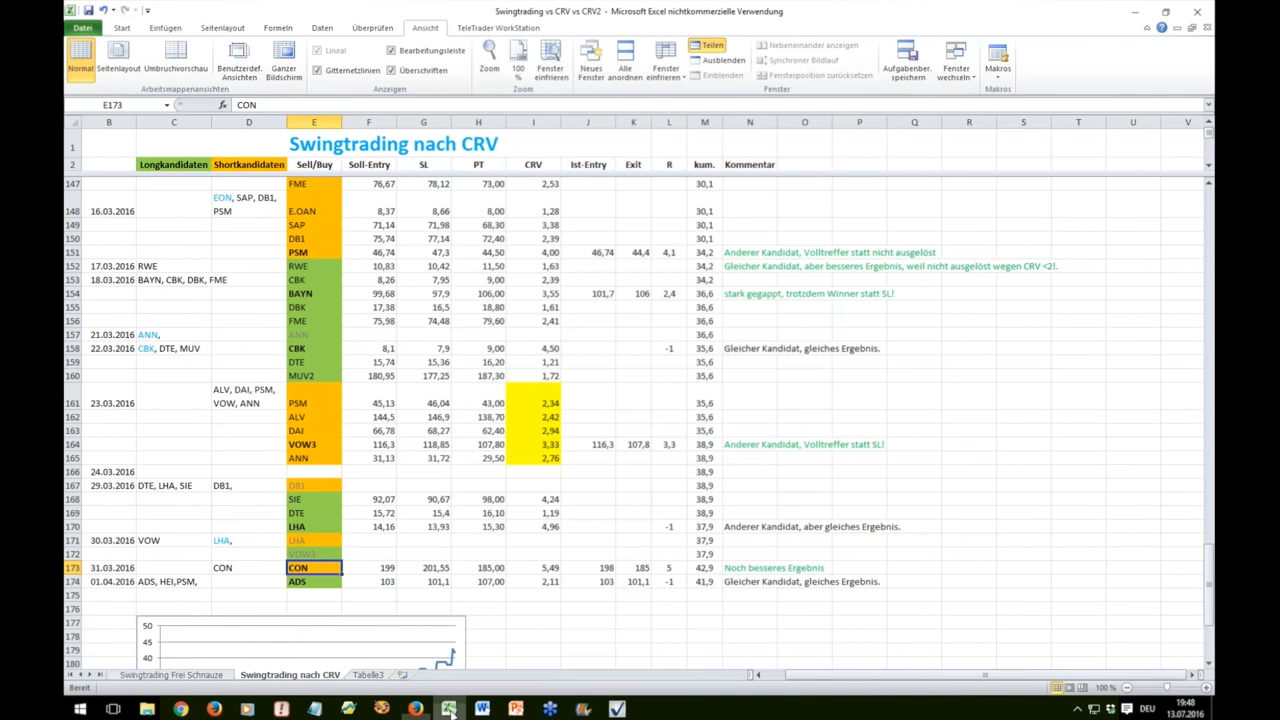 Swingtrading vs CRV vs CRV2 - Microsoft Excel nichtkommerzielle Verwendung
Datei Start Einfügen Seitenlayout Formeln Daten Überprüfen Ansicht TeleTrader WorkStation
Normal Seitenlayout Umbruchvorschau Benutzerdef. Ansichten Ganzer Bildschirm
Lineal Bearbeitungsleiste
Gitternetzlinien Überschriften
Zoom 100 % Fenster einfrieren
Neues Fenster Alle anordnen Fenster einfrieren
Teilen
Ausblenden
Einblenden
Nebeneinander anzeigen
Synchroner Bildlauf
Fensterposition zurücksetzen
Aufgabenber. speichern Fenster wechseln Makros
Arbeitsmappenansichten Anzeigen Zoom Fenster Makros
E173 fx CON
B C D E F G H I J K L M N O P Q R S T U V
1 Swingtrading nach CRV
2 Longkandidaten Shortkandidaten Sell/Buy Soll-Entry SL PT CRV Ist-Entry Exit R kum. Kommentar
147 FME 76,67 78,12 73,00 2,53 30,1
EON, SAP, DB1,
148 16.03.2016 PSM E.OAN 8,37 8,66 8,00 1,28 30,1
149 SAP 71,14 71,98 68,30 3,38 30,1
150 DB1 75,74 77,14 72,40 2,39 30,1
151 PSM 46,74 47,3 44,50 4,00 46,74 44,4 4,1 34,2 Anderer Kandidat, Volltreffer statt nicht ausgelöst
152 17.03.2016 RWE RWE 10,83 10,42 11,50 1,63 34,2 Gleicher Kandidat, aber besseres Ergebnis, weil nicht ausgelöst wegen CRV <2!.
153 18.03.2016 BAYN, CBK, DBK, FME CBK 8,26 7,95 9,00 2,39 34,2
154 BAYN 99,68 97,9 106,00 3,55 101,7 106 2,4 36,6 stark gegappt, trotzdem Winner statt SL!
155 DBK 17,38 16,5 18,80 1,61 36,6
156 FME 75,98 74,48 79,60 2,41 36,6
157 21.03.2016 ANN, ANN 36,6
158 22.03.2016 CBK, DTE, MUV CBK 8,1 7,9 9,00 4,50 -1 35,6 Gleicher Kandidat, gleiches Ergebnis.
159 DTE 15,74 15,36 16,20 1,21 35,6
160 MUV2 180,95 177,25 187,30 1,72 35,6
ALV, DAI, PSM,
161 23.03.2016 VOW, ANN PSM 45,13 46,04 43,00 2,34 35,6
162 ALV 144,5 146,9 138,70 2,42 35,6
163 DAI 66,78 68,27 62,40 2,94 35,6
164 VOW3 116,3 118,85 107,80 3,33 116,3 107,8 3,3 38,9 Anderer Kandidat, Volltreffer statt SL!
165 ANN 31,13 31,72 29,50 2,76 38,9
166 24.03.2016 38,9
167 29.03.2016 DTE, LHA, SIE DB1, DB1 38,9
168 SIE 92,07 90,67 98,00 4,24 38,9
169 DTE 15,72 15,4 16,10 1,19 38,9
170 LHA 14,16 13,93 15,30 4,96 -1 37,9 Anderer Kandidat, aber gleiches Ergebnis.
171 30.03.2016 VOW LHA, LHA 37,9
172 VOW3 37,9
173 31.03.2016 CON CON 199 201,55 185,00 5,49 198 185 5 42,9 Noch besseres Ergebnis
174 01.04.2016 ADS, HEI,PSM, ADS 103 101,1 107,00 2,11 103 101,1 -1 41,9 Gleicher Kandidat, gleiches Ergebnis.
175
176
177 50
178 45
179
180 40
Swingtrading Frei Schnauze Swingtrading nach CRV Tabelle3
Bereit 100 %
DEU 19:48
13.07.2016